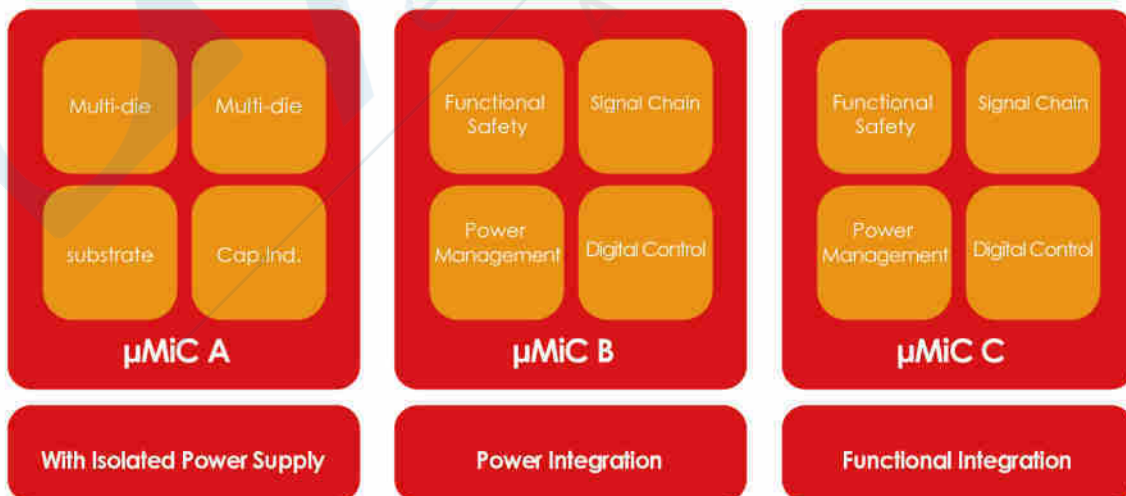 Multi-die
Multi-die
substrate
Cap.Ind.
µMiC A
With Isolated Power Supply
Functional
Safety
Signal Chain
Power
Management
Digital Control
µMiC B
Power Integration
Functional
Safety
Signal Chain
Power
Management
Digital Control
µMiC C
Functional Integration